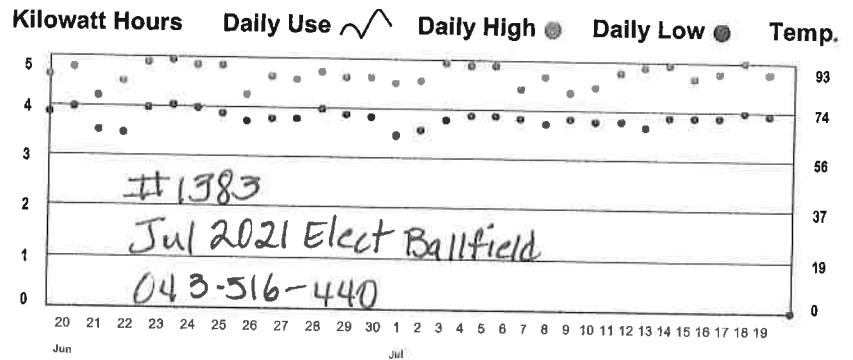 Kilowatt Hours Daily Use Daily High Daily Low Temp.
5 93
4 74
3 56
2 37
1 19
0 0
#1383
Jul 2021 Elect Ballfield
043-516-440
20 21 22 23 24 25 26 27 28 29 30 1 2 3 4 5 6 7 8 9 10 11 12 13 14 15 16 17 18 19
Jun Jul